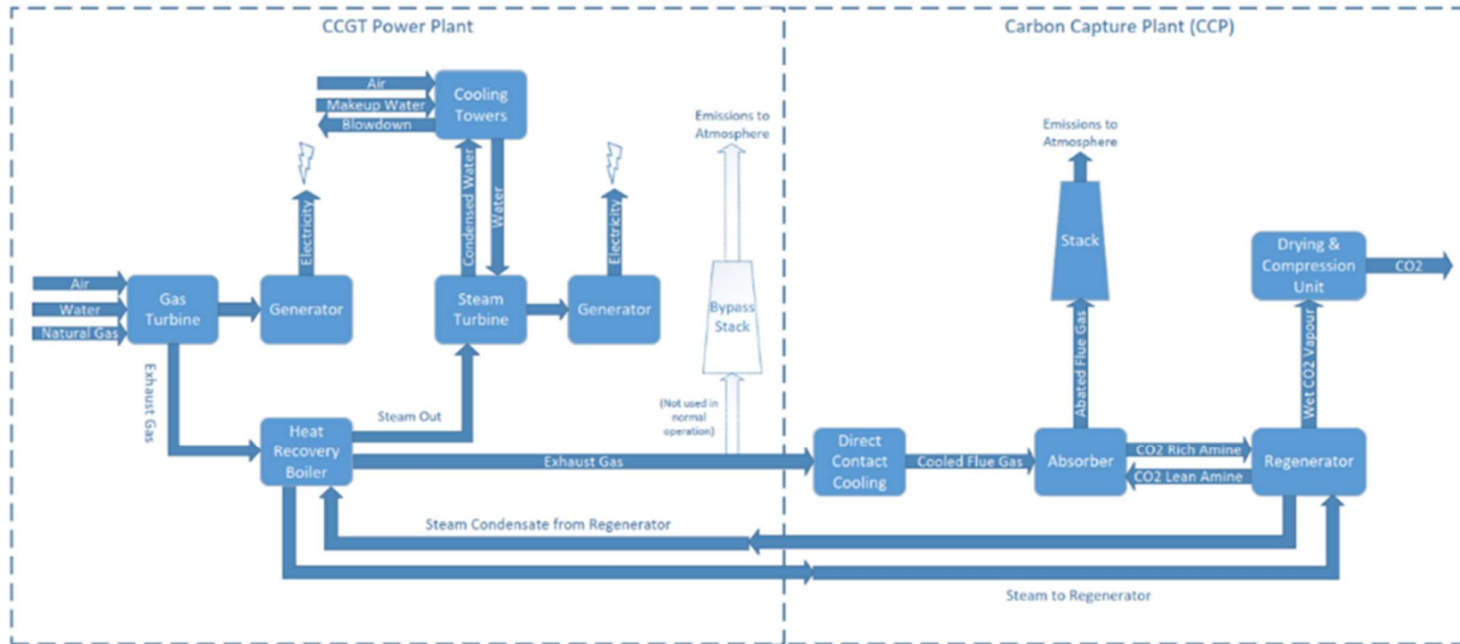 CCGT Power Plant
Carbon Capture Plant (CCP)
Air
Makeup Water
Blowdown
Cooling
Towers
Emissions to
Atmosphere
Emissions to
Atmosphere
Electricity
Condensed Water
Water
Electricity
Stack
Drying &
Compression
Unit
CO2
Air
Water
Natural Gas
Gas
Turbine
Generator
Steam
Turbine
Generator
Bypass
Stack
Exhaust Gas
Abated Flue Gas
Wet CO2 Vapour
Steam Out
(Not used in
normal
operation)
Heat
Recovery
Boiler
Exhaust Gas
Direct
Contact
Cooling
Cooled Flue Gas
Absorber
CO2 Rich Amine
CO2 Lean Amine
Regenerator
Steam Condensate from Regenerator
Steam to Regenerator